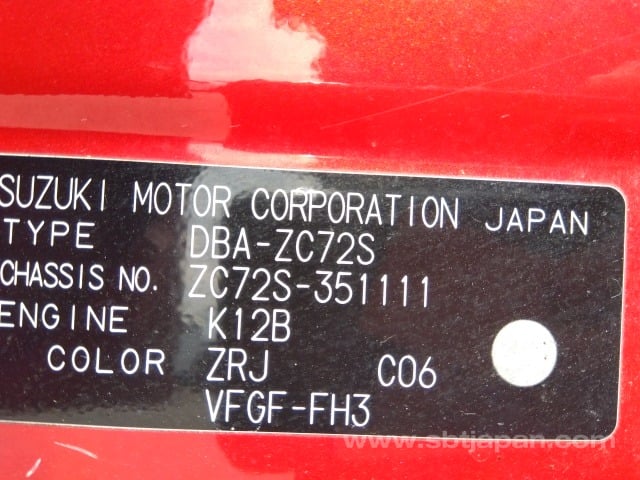 SUZUKI MOTOR CORPORATION JAPAN
TYPE DBA-ZC72S
CHASSIS NO. ZC72S-351111
ENGINE K12B
COLOR ZRJ C06
VFGF-FH3
www.sbtjapan.com